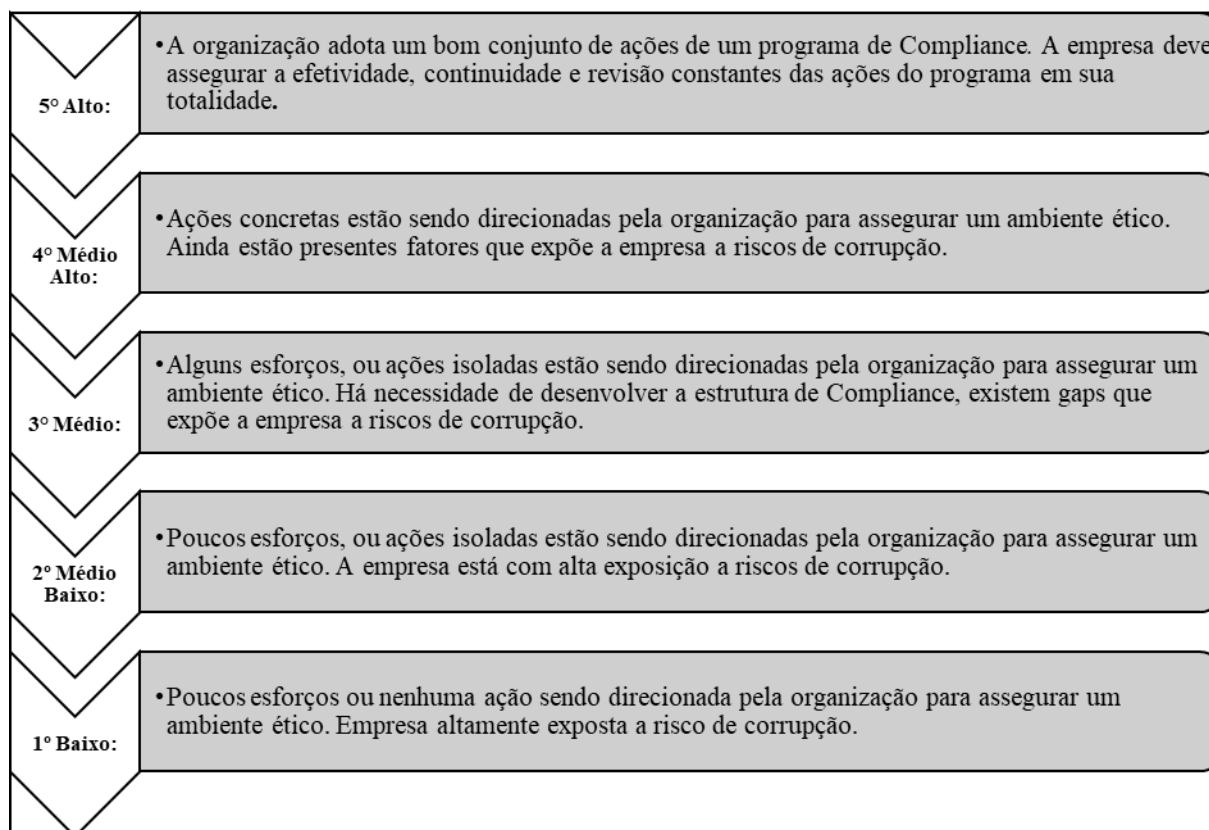 •A organização adota um bom conjunto de ações de um programa de Compliance. A empresa deve
assegurar a efetividade, continuidade e revisão constantes das ações do programa em sua
totalidade.
5° Alto:
•Ações concretas estão sendo direcionadas pela organização para assegurar um ambiente ético.
Ainda estão presentes fatores que expõe a empresa a riscos de corrupção.
4° Médio
Alto:
•Alguns esforços, ou ações isoladas estão sendo direcionadas pela organização para assegurar um
ambiente ético. Há necessidade de desenvolver a estrutura de Compliance, existem gaps que
expõe a empresa a riscos de corrupção.
3° Médio:
•Poucos esforços, ou ações isoladas estão sendo direcionadas pela organização para assegurar um
ambiente ético. A empresa está com alta exposição a riscos de corrupção.
2º Médio
Baixo:
•Poucos esforços ou nenhuma ação sendo direcionada pela organização para assegurar um
ambiente ético. Empresa altamente exposta a risco de corrupção.
1º Baixo: